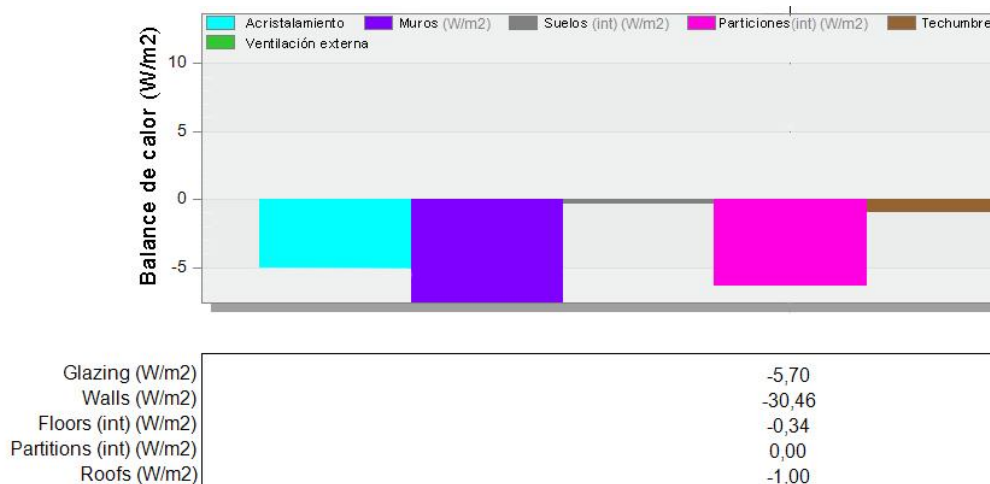 Acristalamiento Muros (W/m2) Suelos (int) (W/m2) Particiones(int) (W/m2) Techumbre
Ventilación externa
Balance de calor (W/m2)
10
5
0
-5
Glazing (W/m2) -5,70
Walls (W/m2) -30,46
Floors (int) (W/m2) -0,34
Partitions (int) (W/m2) 0,00
Roofs (W/m2) -1,00